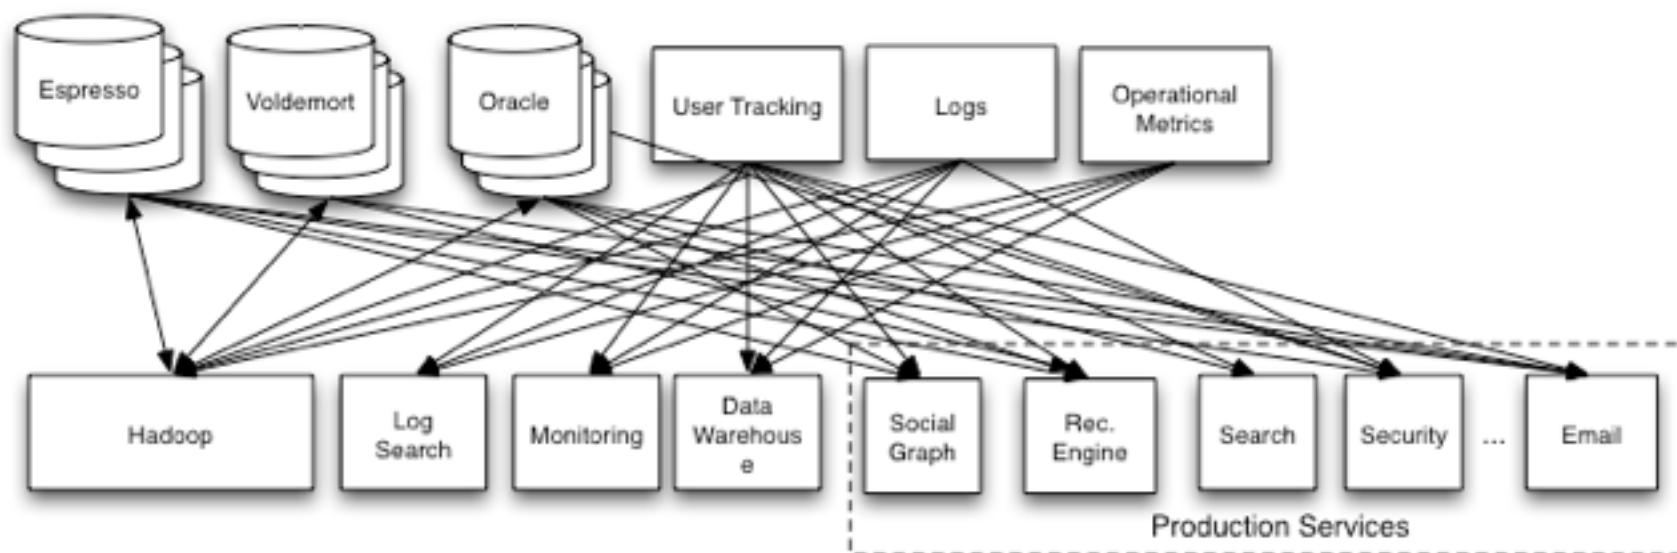 Espresso
Voldemort
Oracle
User Tracking
Logs
Operational
Metrics
Hadoop
Log
Search
Monitoring
Data
Warehous
e
Social
Graph
Rec.
Engine
Search
Security
...
Email
Production Services